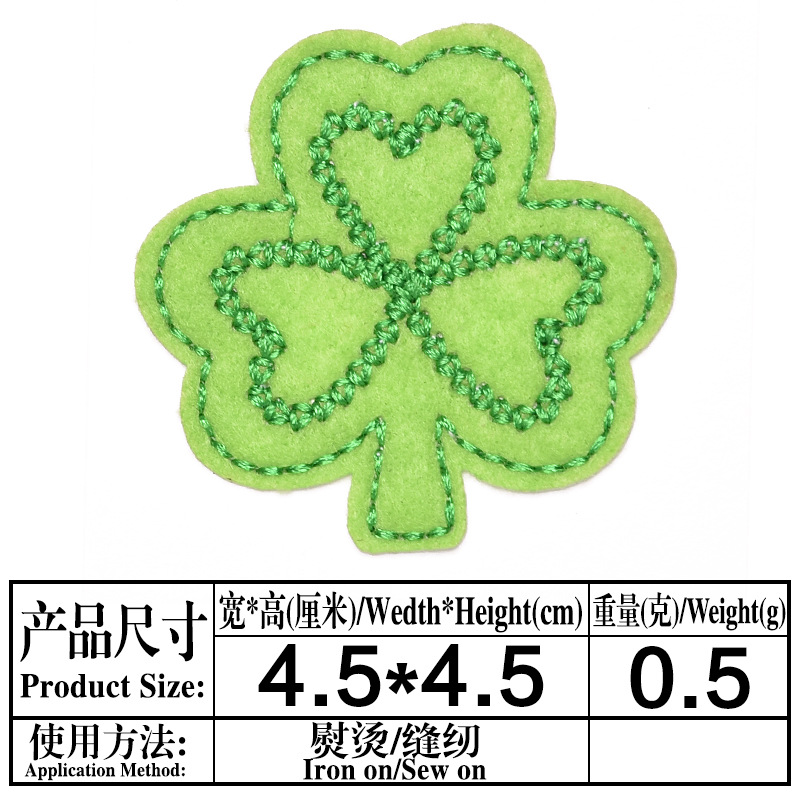 产品尺寸
Product Size:
宽*高(厘米)/Wedth*Height(cm)
4.5*4.5
重量(克)/Weight(g)
0.5
使用方法:
Application Method:
熨烫/缝纫
Iron on/Sew on